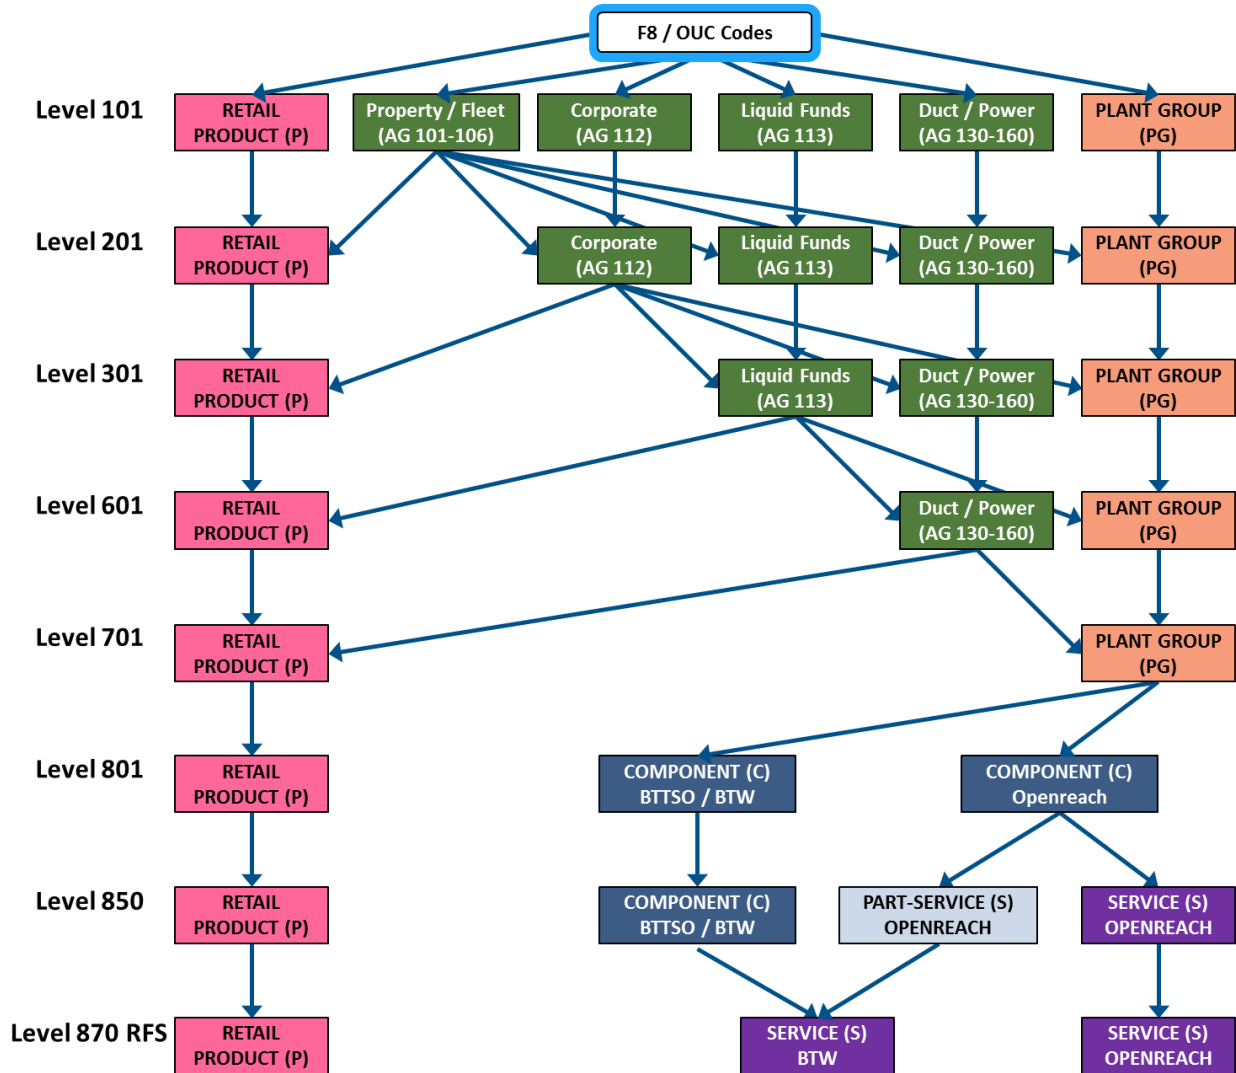 F8 / OUC Codes
Level 101
RETAIL
PRODUCT (P)
Property / Fleet
(AG 101-106)
Corporate
(AG 112)
Liquid Funds
(AG 113)
Duct / Power
(AG 130-160)
PLANT GROUP
(PG)
Level 201
RETAIL
PRODUCT (P)
Corporate
(AG 112)
Liquid Funds
(AG 113)
Duct / Power
(AG 130-160)
PLANT GROUP
(PG)
Level 301
RETAIL
PRODUCT (P)
Liquid Funds
(AG 113)
Duct / Power
(AG 130-160)
PLANT GROUP
(PG)
Level 601
RETAIL
PRODUCT (P)
Duct / Power
(AG 130-160)
PLANT GROUP
(PG)
Level 701
RETAIL
PRODUCT (P)
PLANT GROUP
(PG)
Level 801
RETAIL
PRODUCT (P)
COMPONENT (C)
BTTSO / BTW
COMPONENT (C)
Openreach
Level 850
RETAIL
PRODUCT (P)
COMPONENT (C)
BTTSO / BTW
PART-SERVICE (S)
OPENREACH
SERVICE (S)
OPENREACH
Level 870 RFS
RETAIL
PRODUCT (P)
SERVICE (S)
BTW
SERVICE (S)
OPENREACH